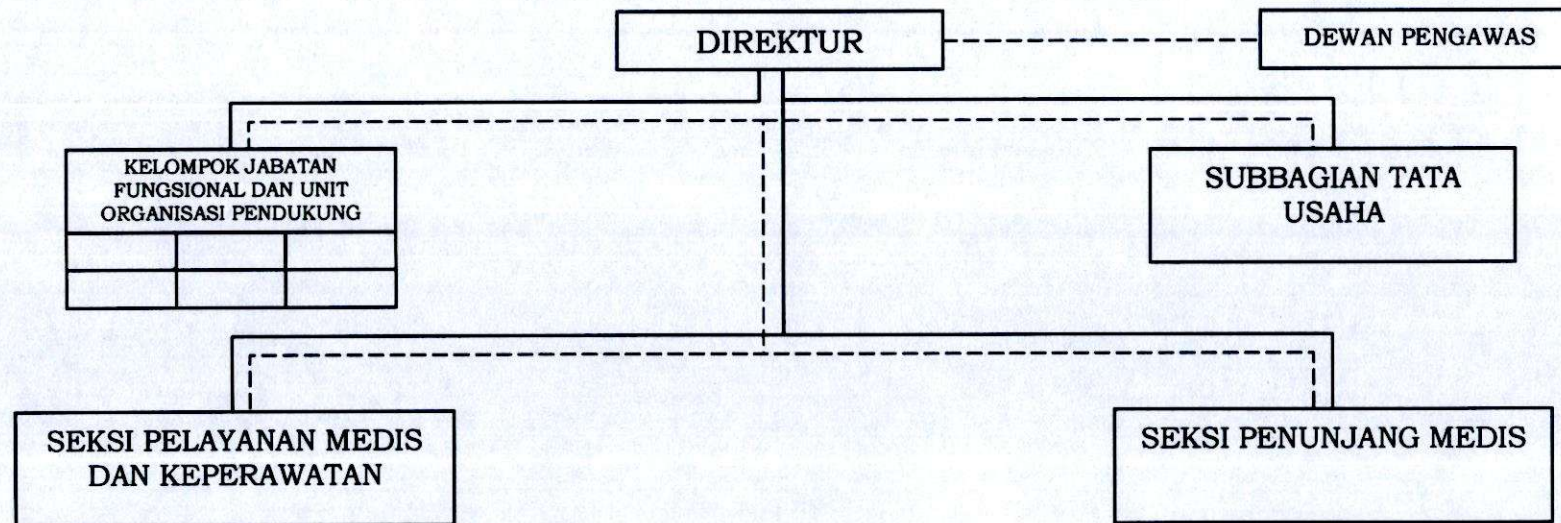 DIREKTUR
DEWAN PENGAWAS
KELOMPOK JABATAN
FUNGSIONAL DAN UNIT
ORGANISASI PENDUKUNG
SUBBAGIAN TATA
USAHA
SEKSI PELAYANAN MEDIS
DAN KEPERAWATAN
SEKSI PENUNJANG MEDIS